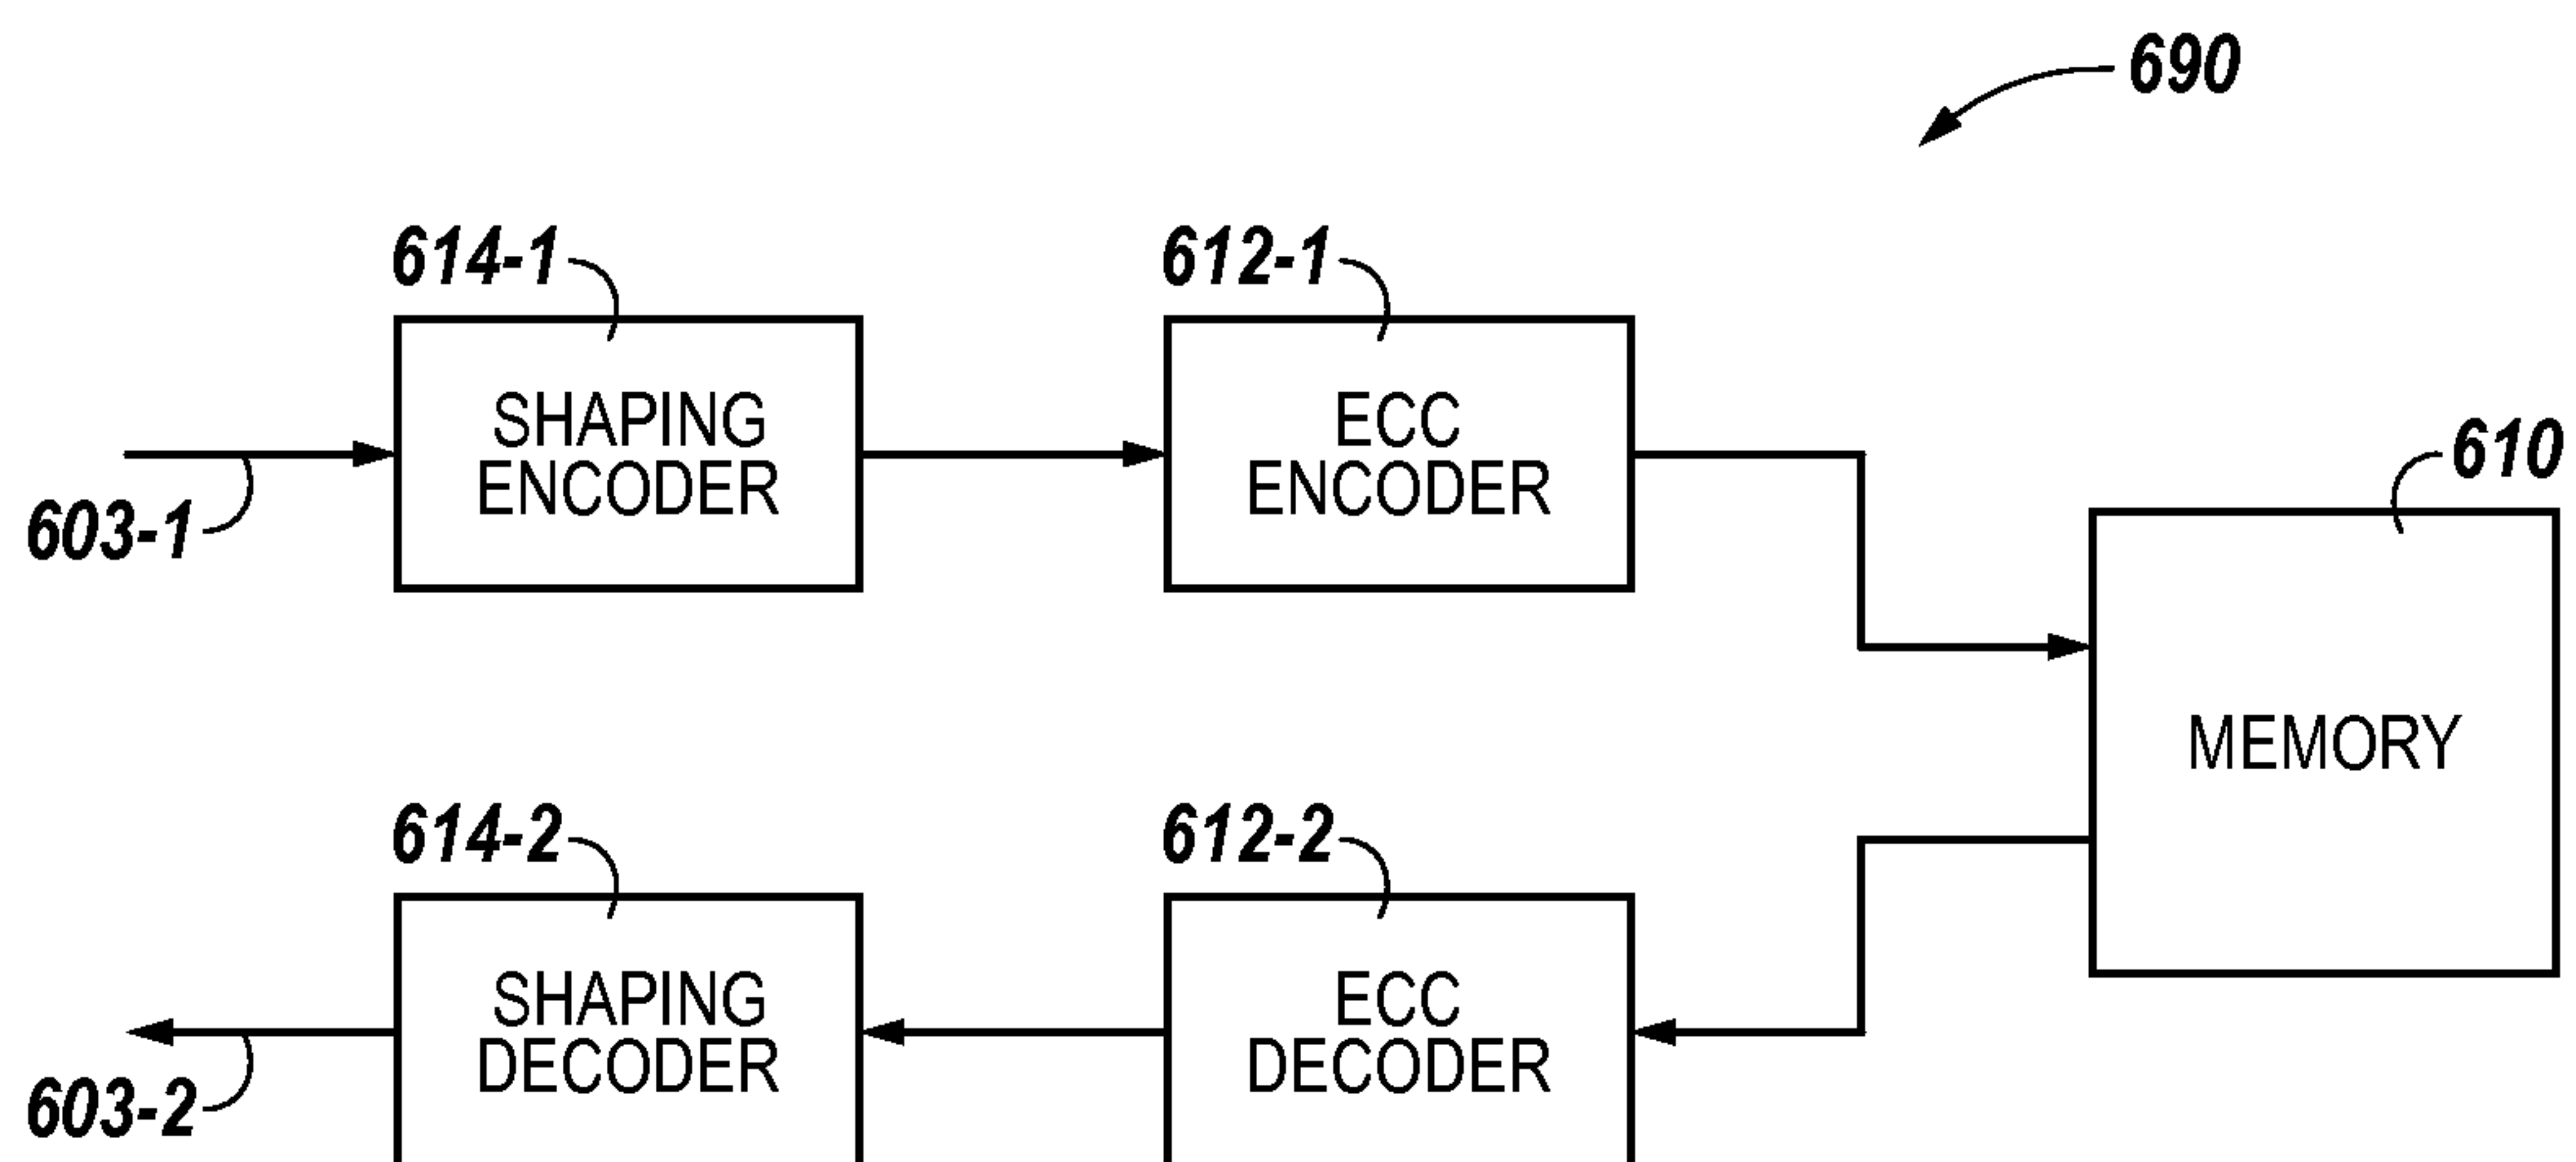 690
614-1
612-1
SHAPING
ENCODER
ECC
ENCODER
603-1
610
MEMORY
614-2
612-2
SHAPING
DECODER
ECC
DECODER
603-2